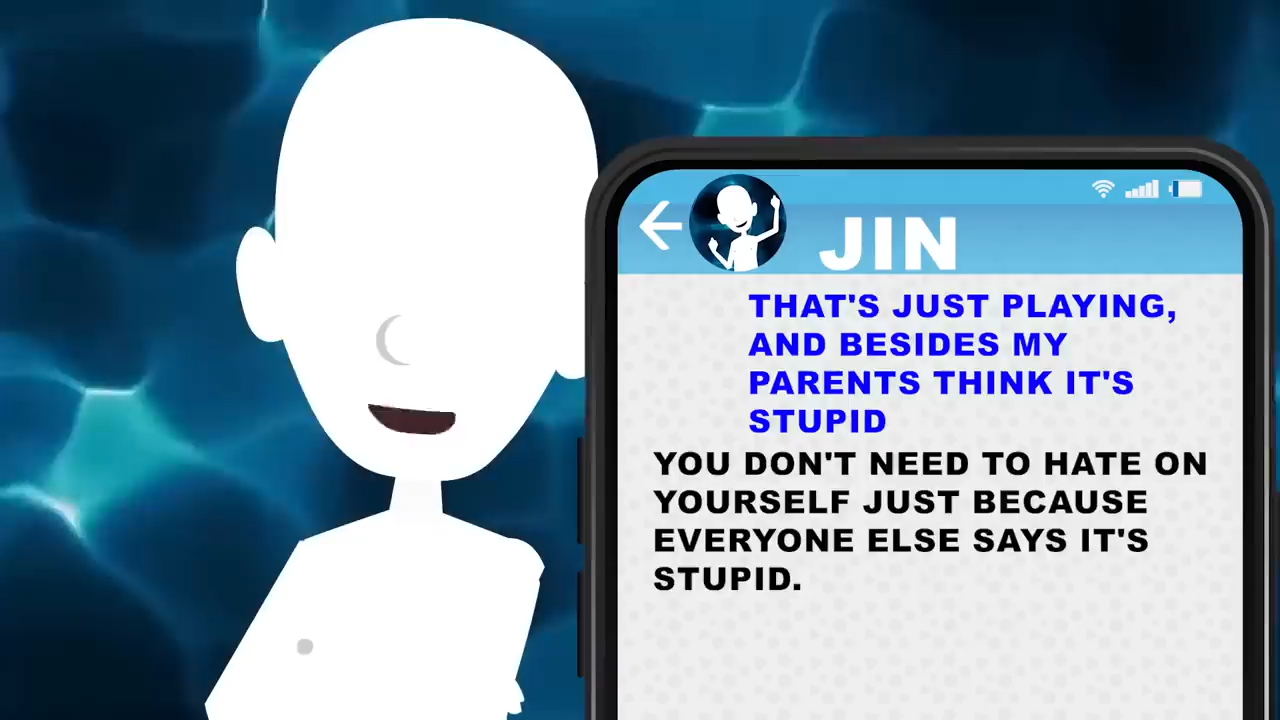 JIN
THAT'S JUST PLAYING,
AND BESIDES MY
PARENTS THINK IT'S
STUPID
YOU DON'T NEED TO HATE ON
YOURSELF JUST BECAUSE
EVERYONE ELSE SAYS IT'S
STUPID.